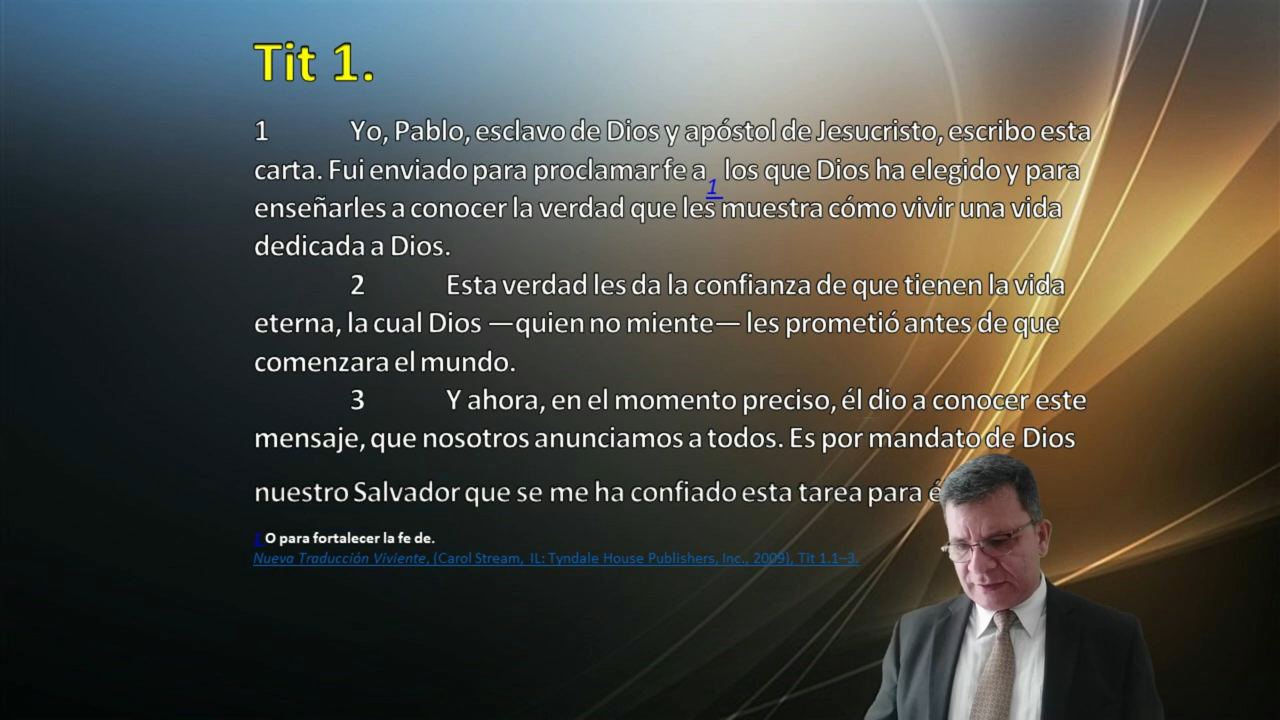 Tit 1.
1 Yo, Pablo, esclavo de Dios y apóstol de Jesucristo, escribo esta
carta. Fui enviado para proclamar fe a 1 los que Dios ha elegido y para
enseñarles a conocer la verdad que les muestra cómo vivir una vida
dedicada a Dios.
2 Esta verdad les da la confianza de que tienen la vida
eterna, la cual Dios —quien no miente— les prometió antes de que
comenzara el mundo.
3 Y ahora, en el momento preciso, él dio a conocer este
mensaje, que nosotros anunciamos a todos. Es por mandato de Dios
nuestro Salvador que se me ha confiado esta tarea para
1 O para fortalecer la fe de.
Nueva Traducción Viviente, (Carol Stream, IL: Tyndale House Publishers, Inc., 2009), Tit 1.1–3.